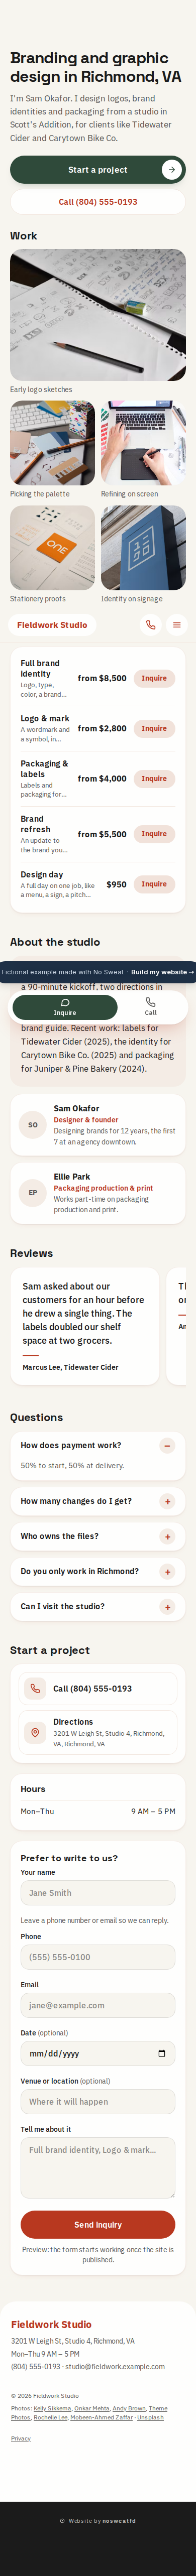 Branding and graphic
design in Richmond, VA
I'm Sam Okafor. I design logos, brand
identities and packaging from a studio in
Scott's Addition, for clients like Tidewater
Cider and Carytown Bike Co.
Start a project
Call (804) 555-0193
Work
Early logo sketches
Picking the palette
Refining on screen
ONE
Stationery proofs
Identity on signage
Fieldwork Studio
Full brand
identity
Logo, type,
color, a brand...
from $8,500
Inquire
Logo & mark
A wordmark and
a symbol, in...
from $2,800
Inquire
Packaging &
labels
Labels and
packaging for...
from $4,000
Inquire
Brand
refresh
An update to
the brand you...
from $5,500
Inquire
Design day
A full day on one job, like
a menu, a sign, a pitch...
$950
Inquire
About the studio
Fictional example made with No Sweat · Build my website →
a 90-minute kickoff, two directions in
Inquire
Call
brand guide. Recent work: labels for
Tidewater Cider (2025), the identity for
Carytown Bike Co. (2025) and packaging
for Juniper & Pine Bakery (2024).
SO
Sam Okafor
Designer & founder
Designing brands for 12 years, the first
7 at an agency downtown.
EP
Ellie Park
Packaging production & print
Works part-time on packaging
production and print.
Reviews
Sam asked about our
customers for an hour before
he drew a single thing. The
labels doubled our shelf
space at two grocers.
Marcus Lee, Tidewater Cider
Questions
How does payment work?
50% to start, 50% at delivery.
How many changes do I get?
Who owns the files?
Do you only work in Richmond?
Can I visit the studio?
Start a project
Call (804) 555-0193
Directions
3201 W Leigh St, Studio 4, Richmond,
VA, Richmond, VA
Hours
Mon–Thu
9 AM – 5 PM
Prefer to write to us?
Your name
Jane Smith
Leave a phone number or email so we can reply.
Phone
(555) 555-0100
Email
jane@example.com
Date (optional)
mm/dd/yyyy
Venue or location (optional)
Where it will happen
Tell me about it
Full brand identity, Logo & mark...
Send inquiry
Preview: the form starts working once the site is
published.
Fieldwork Studio
3201 W Leigh St, Studio 4, Richmond, VA
Mon–Thu 9 AM – 5 PM
(804) 555-0193 · studio@fieldwork.example.com
© 2026 Fieldwork Studio
Photos: Kelly Sikkema, Onkar Mehta, Andy Brown, Theme
Photos, Rochelle Lee, Mobeen-Ahmed Zaffar · Unsplash
Privacy
Website by nosweatfd